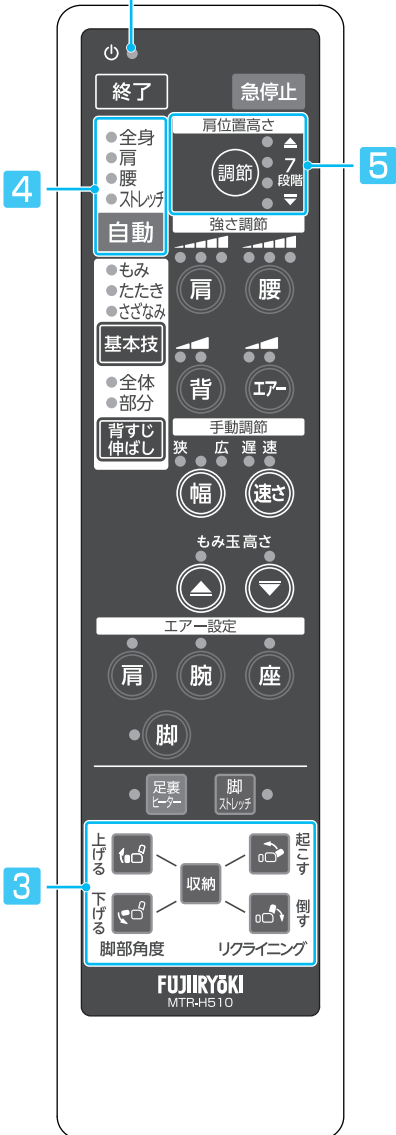 終了
急停止
4
全身
肩
腰
ストレッチ
自動
肩位置高さ
調節
7
段階
5
強さ調節
肩
腰
もみ
たたき
さざなみ
基本技
背
エアー
全体
部分
背すじ
伸ばし
手動調節
狭 広 遅 速
幅
速さ
もみ玉高さ
エアー設定
肩
腕
座
脚
足裏
ヒーター
脚
ストレッチ
3
上げる
下げる
収納
起こす
倒す
脚部角度
リクライニング
FUJIIRYŌKI
MTR-H510